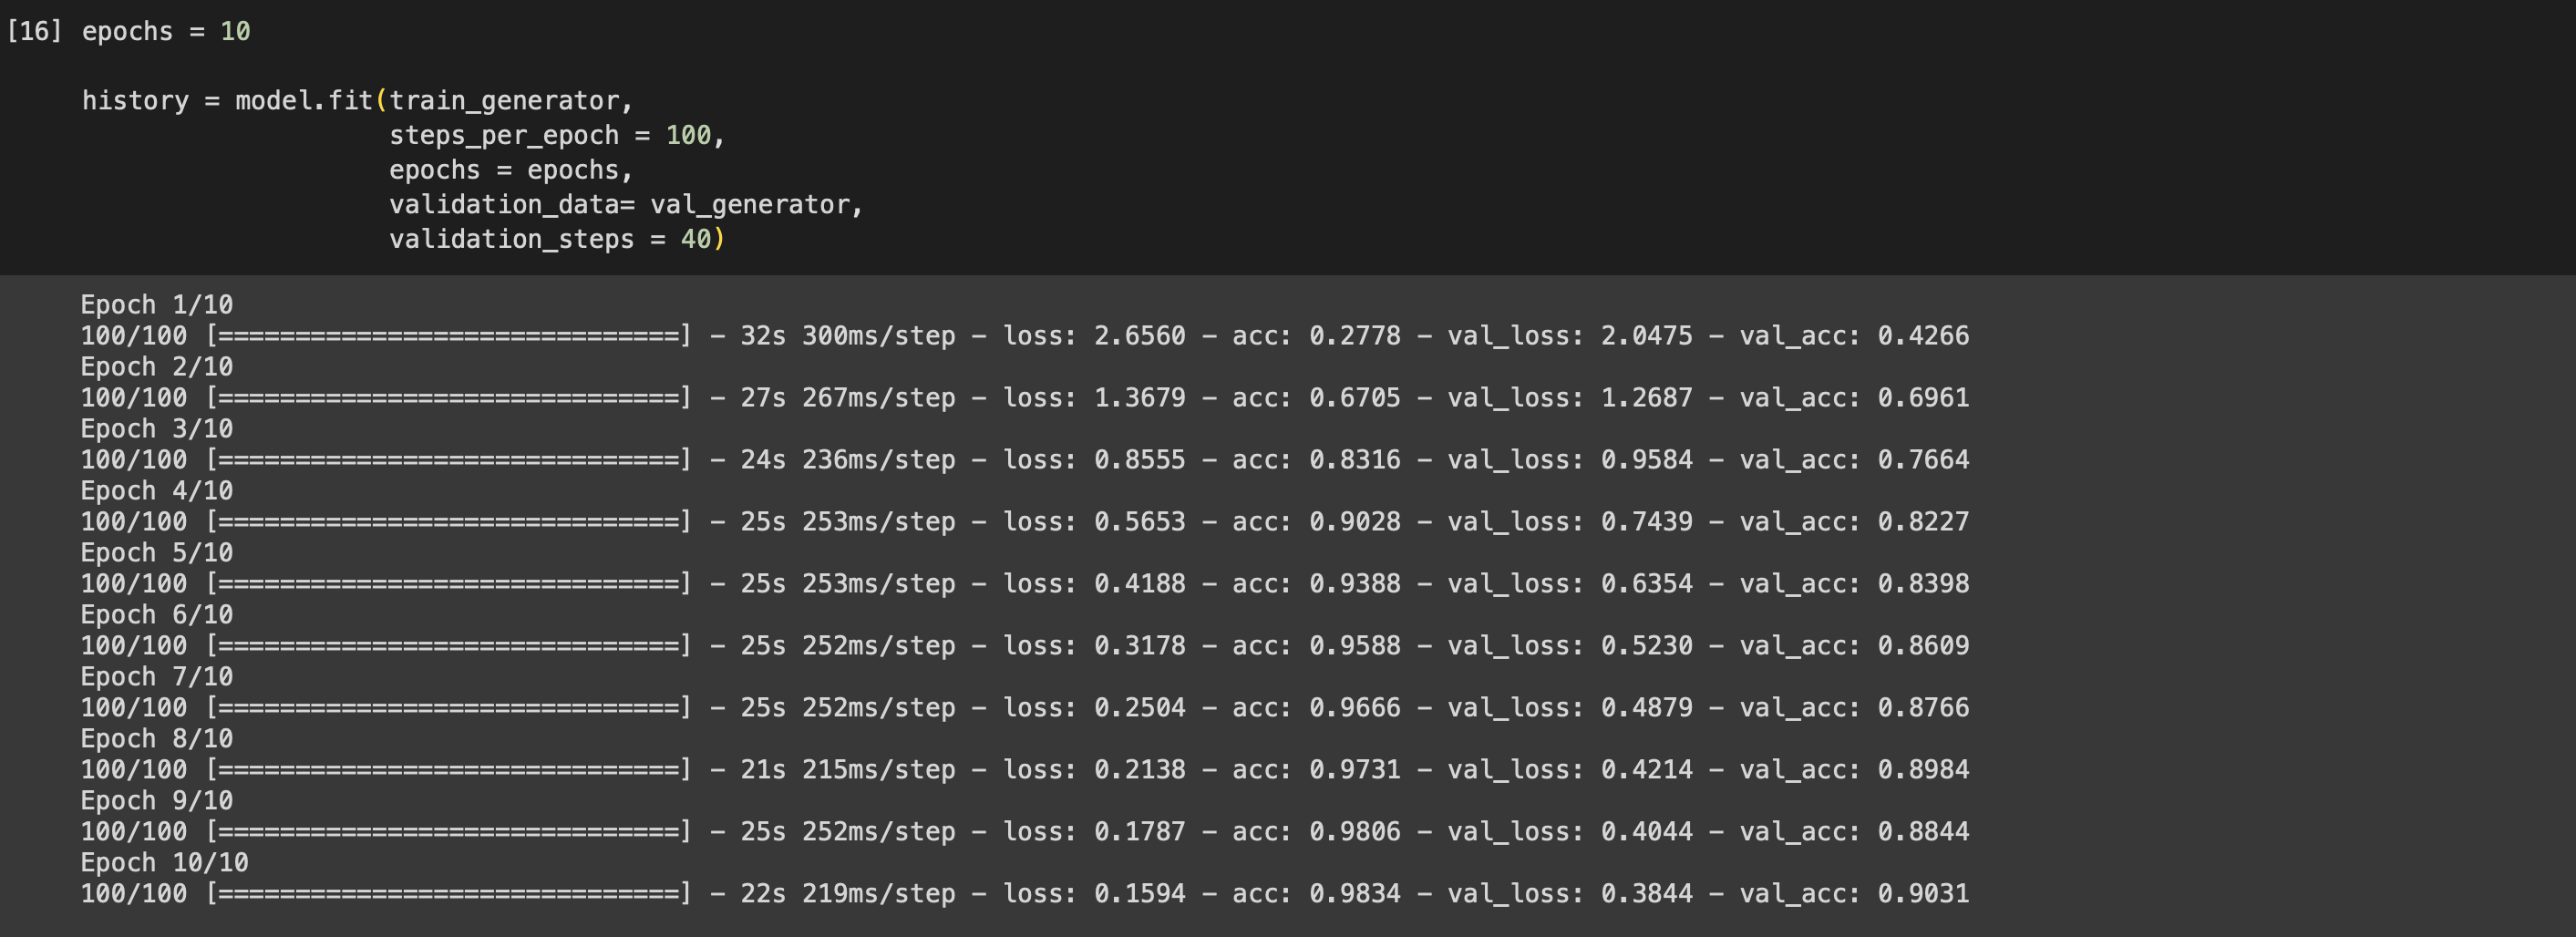 [16] epochs = 10
history = model.fit(train_generator,
steps_per_epoch = 100,
epochs = epochs,
validation_data= val_generator,
validation_steps = 40)
Epoch 1/10
100/100 [==============================] - 32s 300ms/step - loss: 2.6560 - acc: 0.2778 - val_loss: 2.0475 - val_acc: 0.4266
Epoch 2/10
100/100 [==============================] - 27s 267ms/step - loss: 1.3679 - acc: 0.6705 - val_loss: 1.2687 - val_acc: 0.6961
Epoch 3/10
100/100 [==============================] - 24s 236ms/step - loss: 0.8555 - acc: 0.8316 - val_loss: 0.9584 - val_acc: 0.7664
Epoch 4/10
100/100 [==============================] - 25s 253ms/step - loss: 0.5653 - acc: 0.9028 - val_loss: 0.7439 - val_acc: 0.8227
Epoch 5/10
100/100 [==============================] - 25s 253ms/step - loss: 0.4188 - acc: 0.9388 - val_loss: 0.6354 - val_acc: 0.8398
Epoch 6/10
100/100 [==============================] - 25s 252ms/step - loss: 0.3178 - acc: 0.9588 - val_loss: 0.5230 - val_acc: 0.8609
Epoch 7/10
100/100 [==============================] - 25s 252ms/step - loss: 0.2504 - acc: 0.9666 - val_loss: 0.4879 - val_acc: 0.8766
Epoch 8/10
100/100 [==============================] - 21s 215ms/step - loss: 0.2138 - acc: 0.9731 - val_loss: 0.4214 - val_acc: 0.8984
Epoch 9/10
100/100 [==============================] - 25s 252ms/step - loss: 0.1787 - acc: 0.9806 - val_loss: 0.4044 - val_acc: 0.8844
Epoch 10/10
100/100 [==============================] - 22s 219ms/step - loss: 0.1594 - acc: 0.9834 - val_loss: 0.3844 - val_acc: 0.9031